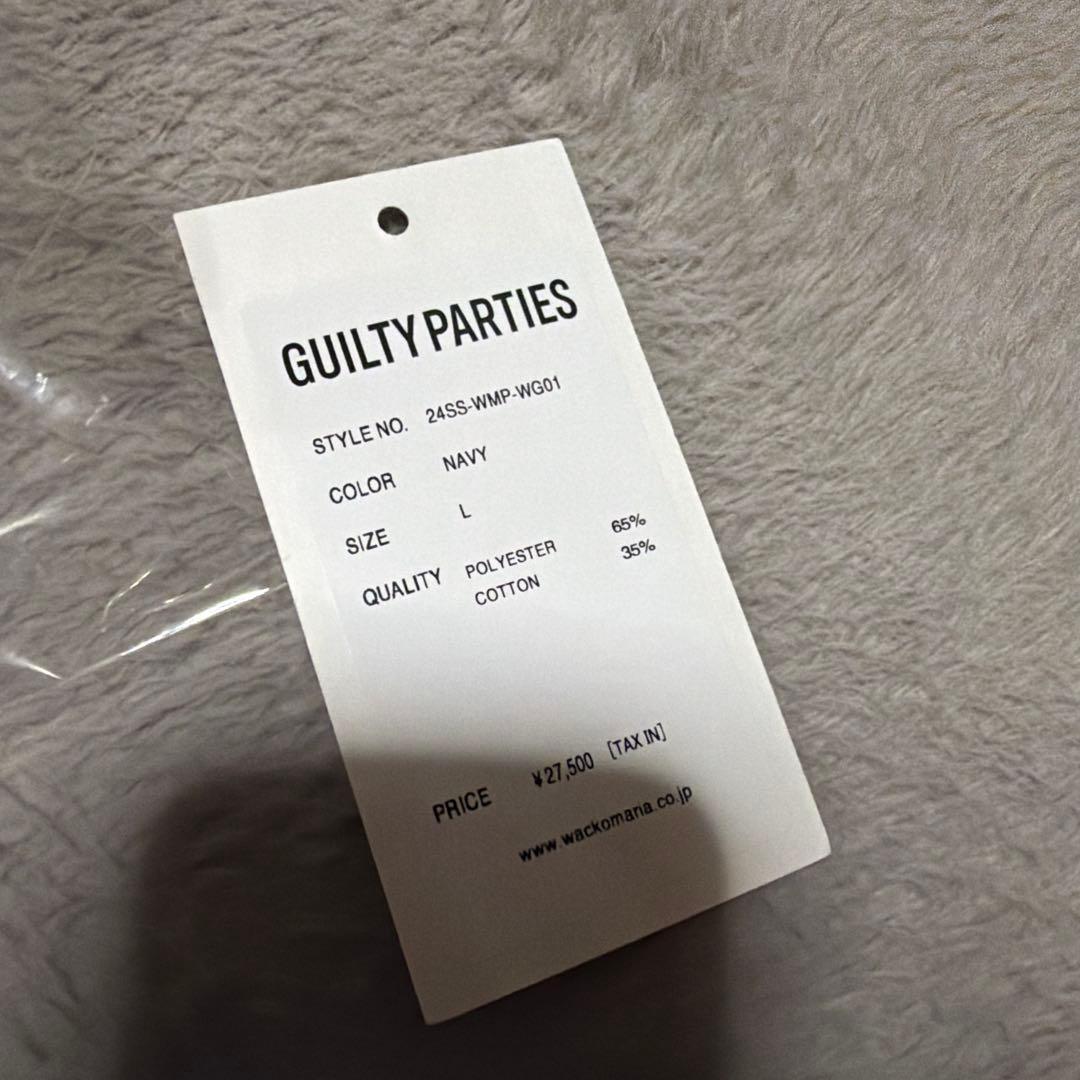 GUILTY PARTIES
STYLE NO. 24SS-WMP-WG01
COLOR NAVY
SIZE L
QUALITY POLYESTER 65%
COTTON 35%
PRICE ¥27,500 [TAX IN]
www.wackomaria.co.jp